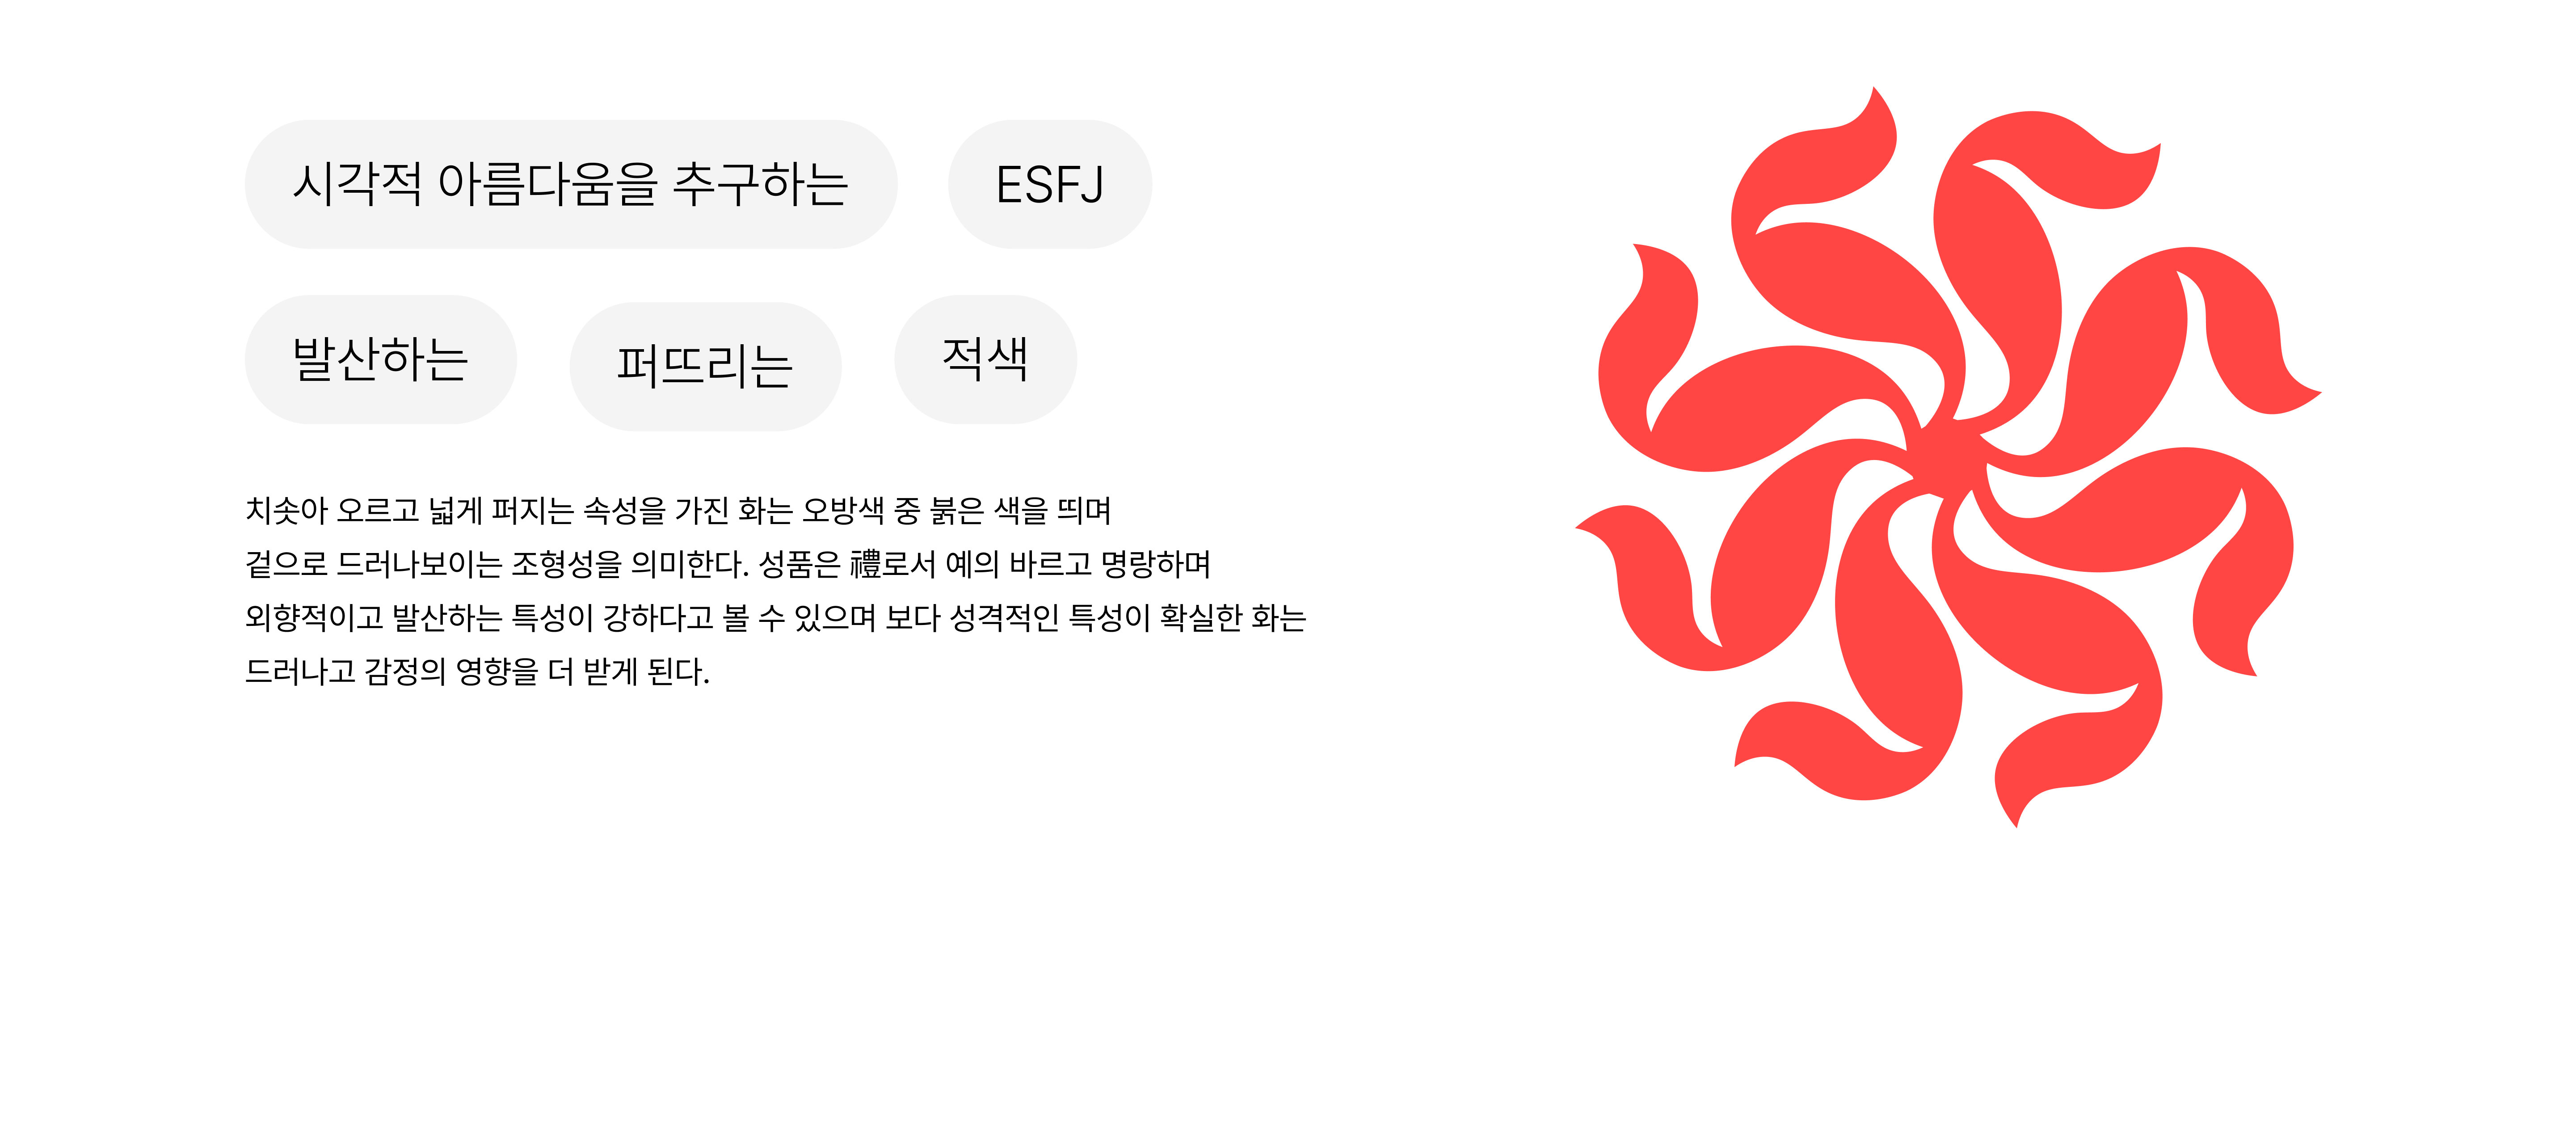 시각적 아름다움을 추구하는 ESFJ
발산하는 퍼뜨리는 적색
치솟아 오르고 넓게 퍼지는 속성을 가진 화는 오방색 중 붉은 색을 띄며
겉으로 드러나보이는 조형성을 의미한다. 성품은 禮로서 예의 바르고 명랑하며
외향적이고 발산하는 특성이 강하다고 볼 수 있으며 보다 성격적인 특성이 확실한 화는
드러나고 감정의 영향을 더 받게 된다.